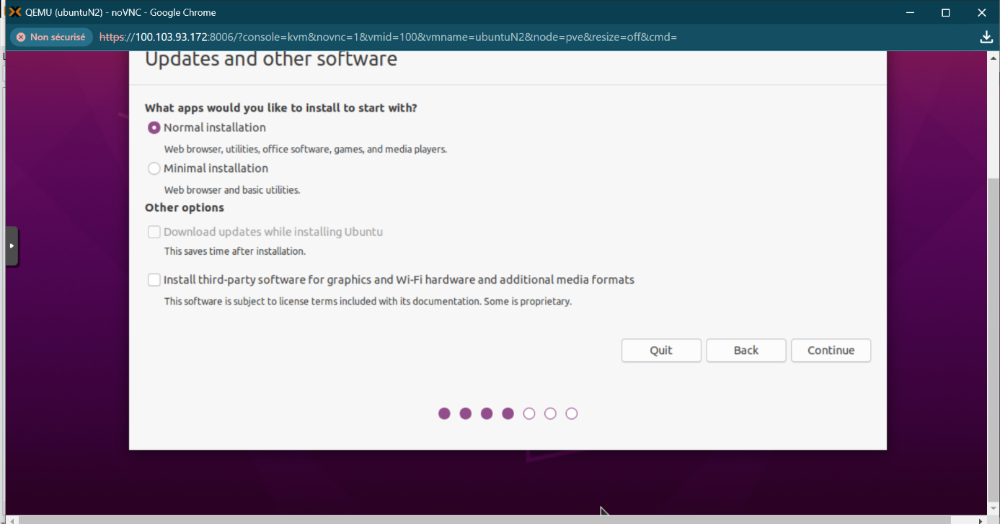 QEMU (ubuntuN2) - noVNC - Google Chrome
Non sécurisé https://100.103.93.172:8006/?console=kvm&novnc=1&vmid=100&vmname=ubuntuN2&node=pve&resize=off&cmd=
Updates and other software
What apps would you like to install to start with?
Normal installation
Web browser, utilities, office software, games, and media players.
Minimal installation
Web browser and basic utilities.
Other options
Download updates while installing Ubuntu
This saves time after installation.
Install third-party software for graphics and Wi-Fi hardware and additional media formats
This software is subject to license terms included with its documentation. Some is proprietary.
Quit Back Continue